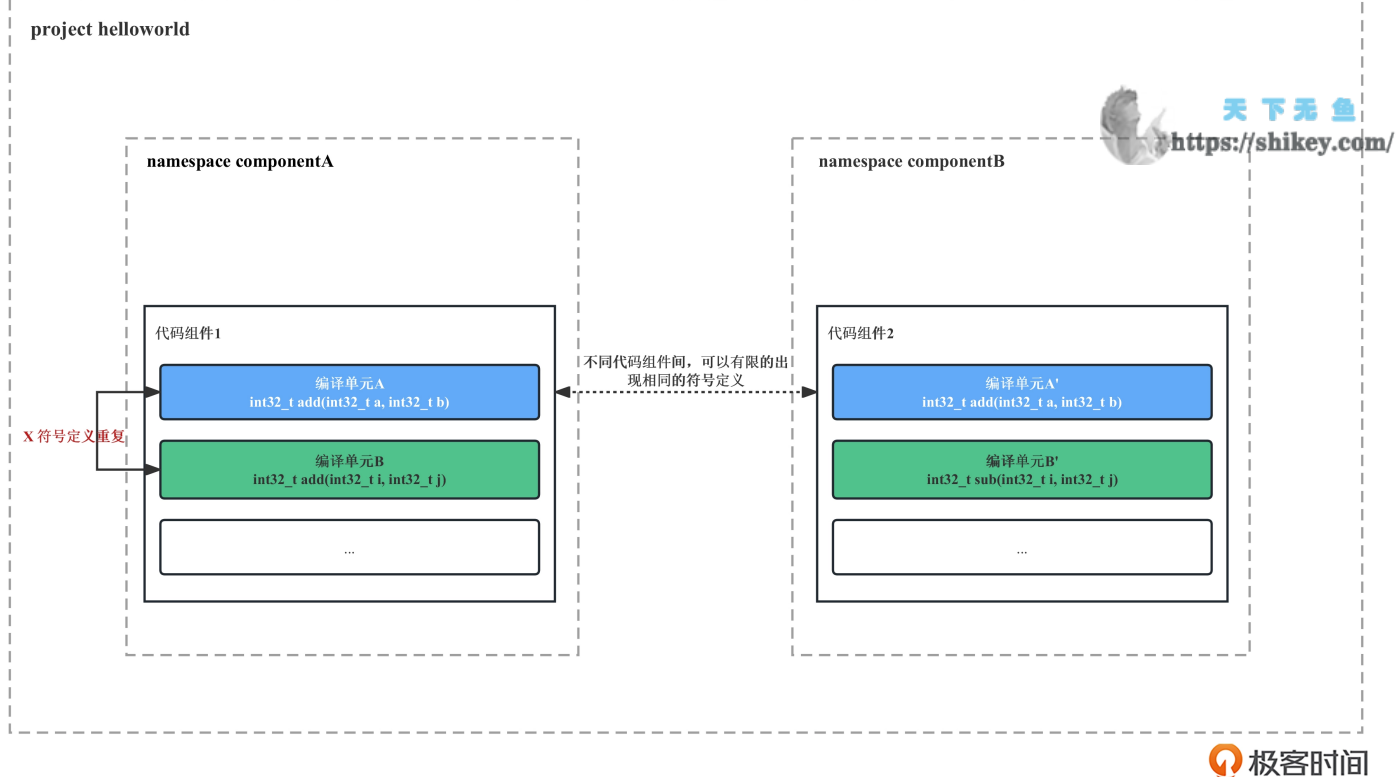 project helloworld
天下无鱼
https://shikey.com/
namespace componentA
namespace componentB
代码组件1
代码组件2
不同代码组件间，可以有限的出
现相同的符号定义
编译单元A
int32_t add(int32_t a, int32_t b)
编译单元A'
int32_t add(int32_t a, int32_t b)
X 符号定义重复
编译单元B
int32_t add(int32_t i, int32_t j)
编译单元B'
int32_t sub(int32_t i, int32_t j)
...
...
极客时间